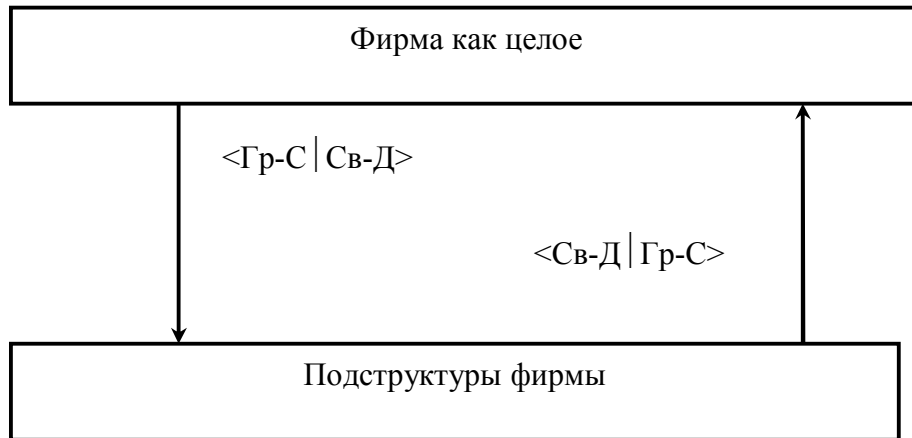 Фирма как целое
<Гр-С|Св-Д>
<Св-Д|Гр-С>
Подструктуры фирмы